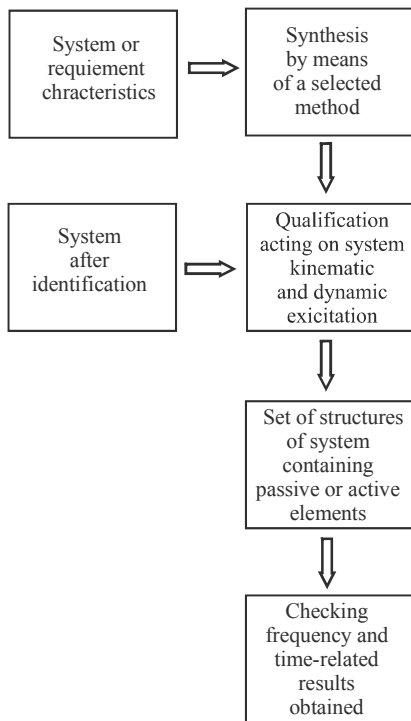 System or
requiement
chracteristics
Synthesis
by means
of a selected
method
System
after
identification
Qualification
acting on system
kinematic
and dynamic
exicitation
Set of structures
of system
containing
passive or active
elements
Checking
frequency and
time-related
results
obtained